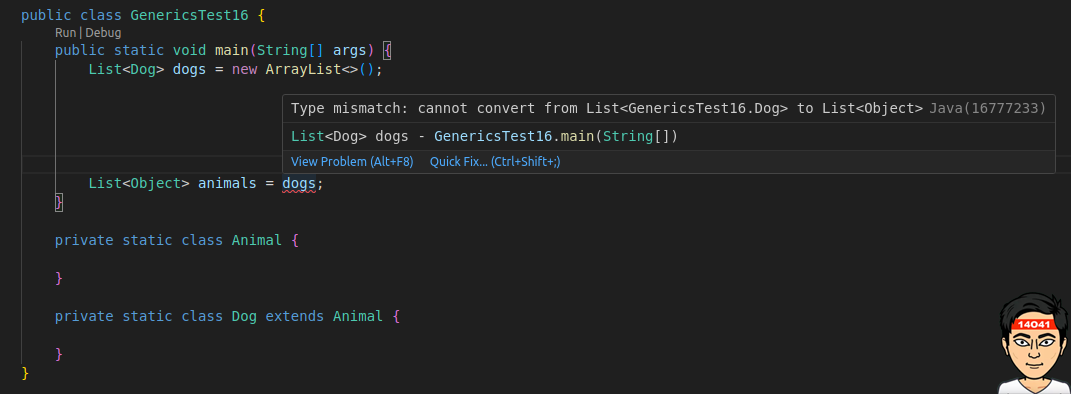 public class GenericsTest16 {
Run | Debug
public static void main(String[] args) {
List<Dog> dogs = new ArrayList<>();
Type mismatch: cannot convert from List<GenericsTest16.Dog> to List<Object> Java(16777233)
List<Dog> dogs - GenericsTest16.main(String[])
View Problem (Alt+F8) Quick Fix... (Ctrl+Shift+;)
List<Object> animals = dogs;
}
private static class Animal {
}
private static class Dog extends Animal {
}
}
14041